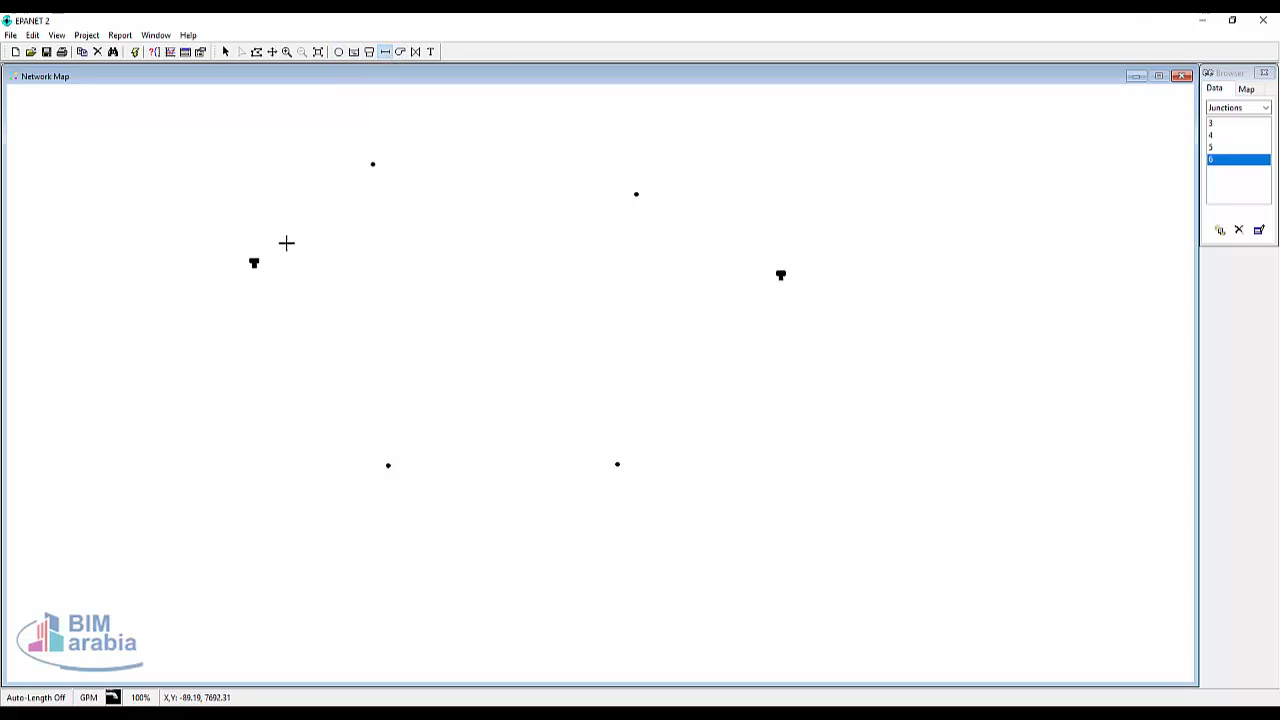 EPANET 2
File Edit View Project Report Window Help
T
Network Map
Browser
Data Map
Junctions
3
4
5
6
BIM
arabia
Auto-Length Off GPM 100% X,Y: -89.19, 7692.31